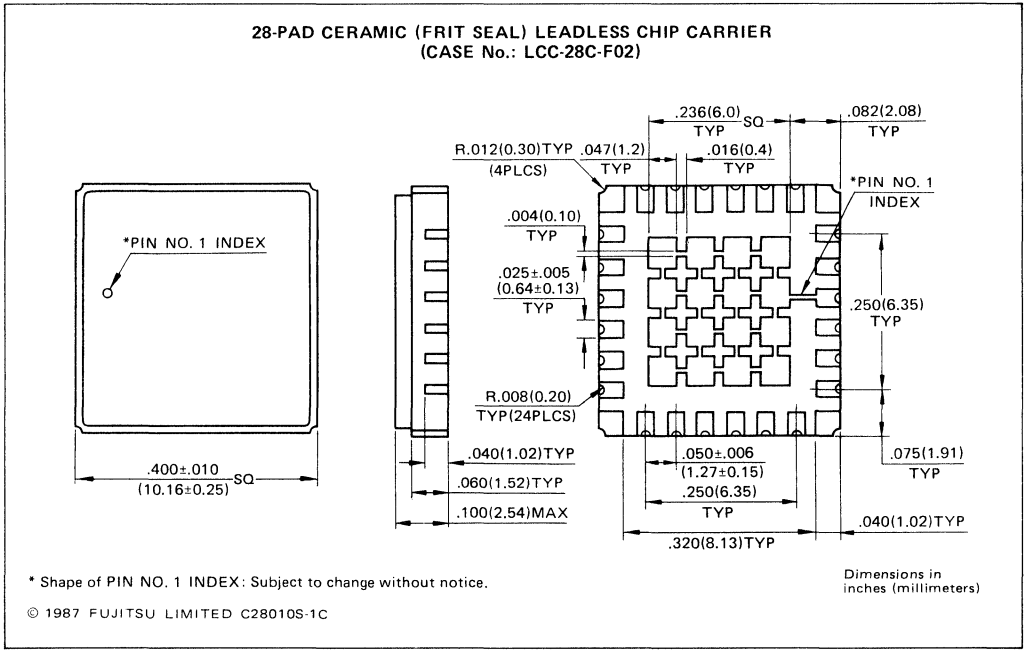 28-PAD CERAMIC (FRIT SEAL) LEADLESS CHIP CARRIER
(CASE No.: LCC-28C-F02)
.236(6.0) SQ
TYP
.082(2.08)
TYP
R.012(0.30)TYP
(4PLCS)
.047(1.2)
TYP
.016(0.4)
TYP
*PIN NO. 1
INDEX
*PIN NO. 1 INDEX
.004(0.10)
TYP
.025±.005
(0.64±0.13)
TYP
.250(6.35)
TYP
R.008(0.20)
TYP(24PLCS)
.400±.010
(10.16±0.25)
SQ
.040(1.02)TYP
.060(1.52)TYP
.100(2.54)MAX
.050±.006
(1.27±0.15)
.250(6.35)
TYP
.320(8.13)TYP
.075(1.91)
TYP
.040(1.02)TYP
* Shape of PIN NO. 1 INDEX: Subject to change without notice.
Dimensions in
inches (millimeters)
© 1987 FUJITSU LIMITED C28010S-1C